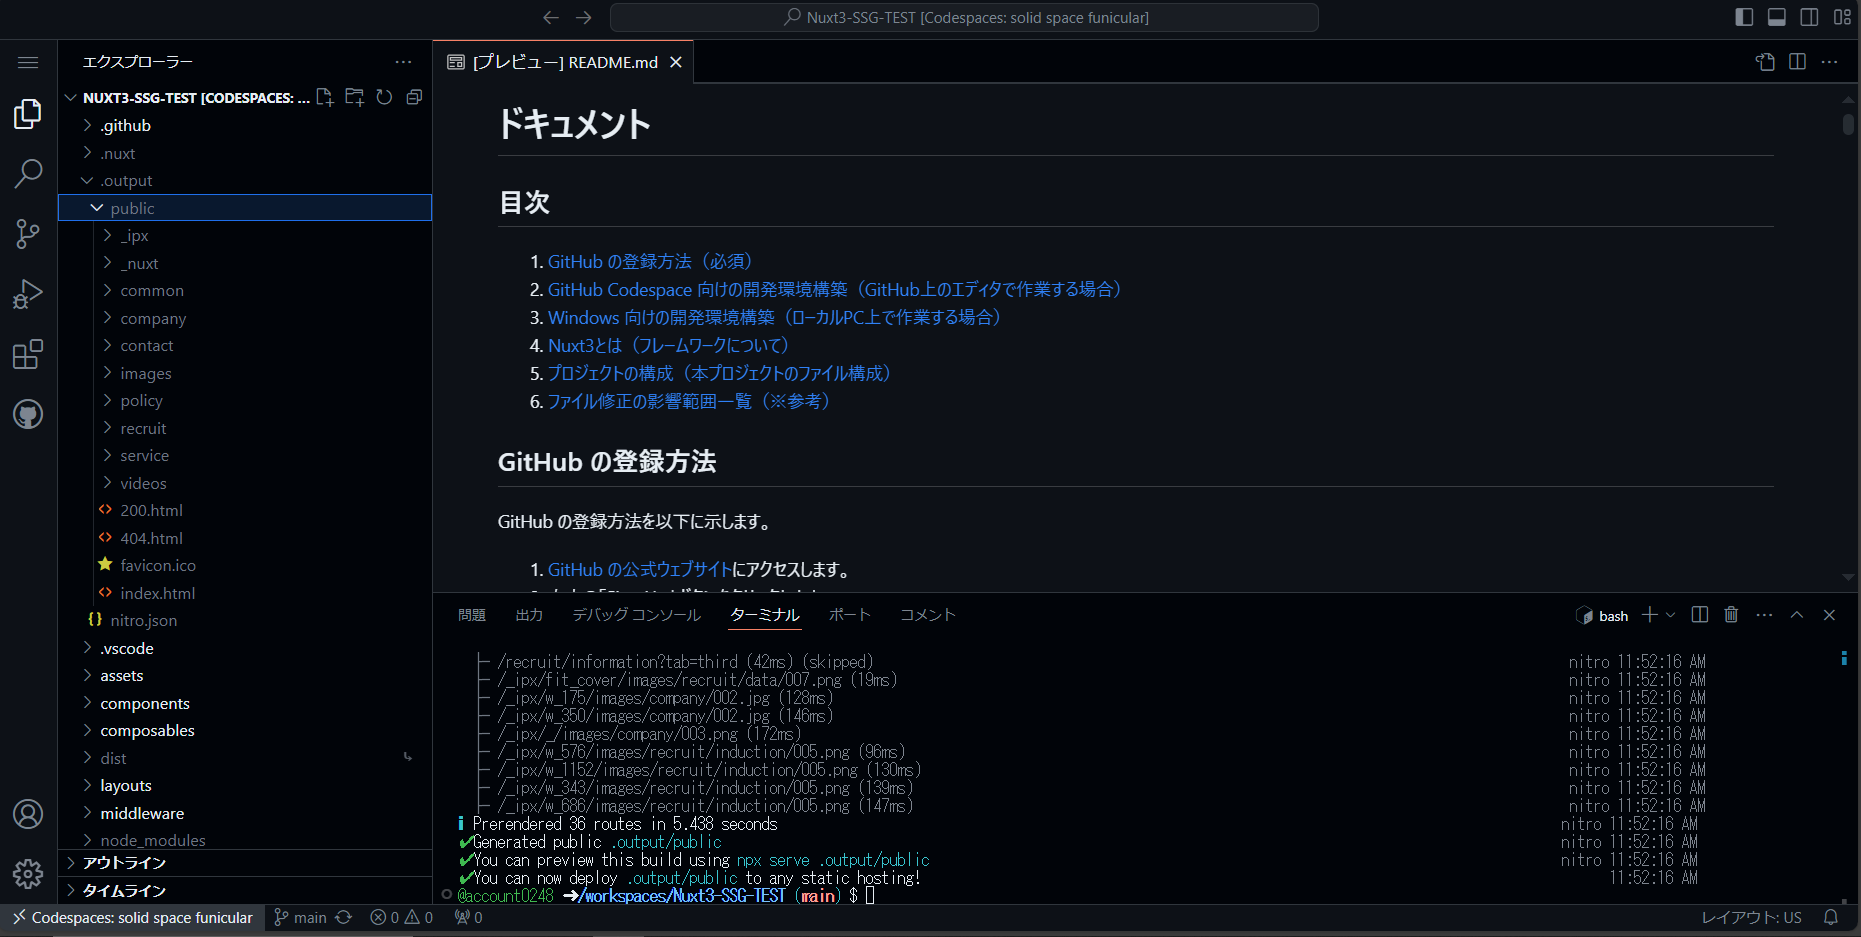 Nuxt3-SSG-TEST [Codespaces: solid space funicular]
エクスプローラー
NUXT3-SSG-TEST [CODESPACES: ...
.github
.nuxt
.output
public
_ipx
_nuxt
common
company
contact
images
policy
recruit
service
videos
200.html
404.html
favicon.ico
index.html
nitro.json
.vscode
assets
components
composables
dist
layouts
middleware
node_modules
アウトライン
タイムライン
[プレビュー] README.md
ドキュメント
目次
1. GitHub の登録方法（必須）
2. GitHub Codespace 向けの開発環境構築（GitHub上のエディタで作業する場合）
3. Windows 向けの開発環境構築（ローカルPC上で作業する場合）
4. Nuxt3とは（フレームワークについて）
5. プロジェクトの構成（本プロジェクトのファイル構成）
6. ファイル修正の影響範囲一覧（※参考）
GitHub の登録方法
GitHub の登録方法を以下に示します。
1. GitHub の公式ウェブサイトにアクセスします。
問題 出力 デバッグ コンソール ターミナル ポート コメント
bash
├─ /recruit/information?tab=third (42ms) (skipped) nitro 11:52:16 AM
├─ /_ipx/fit_cover/images/recruit/data/007.png (19ms) nitro 11:52:16 AM
├─ /_ipx/w_175/images/company/002.jpg (128ms) nitro 11:52:16 AM
├─ /_ipx/w_350/images/company/002.jpg (146ms) nitro 11:52:16 AM
├─ /_ipx/_/images/company/003.png (172ms) nitro 11:52:16 AM
├─ /_ipx/w_576/images/recruit/induction/005.png (96ms) nitro 11:52:16 AM
├─ /_ipx/w_1152/images/recruit/induction/005.png (130ms) nitro 11:52:16 AM
├─ /_ipx/w_343/images/recruit/induction/005.png (139ms) nitro 11:52:16 AM
├─ /_ipx/w_686/images/recruit/induction/005.png (147ms) nitro 11:52:16 AM
ℹ Prerendered 36 routes in 5.438 seconds nitro 11:52:16 AM
✔Generated public .output/public nitro 11:52:16 AM
✔You can preview this build using npx serve .output/public nitro 11:52:16 AM
✔You can now deploy .output/public to any static hosting! 11:52:16 AM
@account0248 ➜/workspaces/Nuxt3-SSG-TEST (main) $
Codespaces: solid space funicular main 0 0 0 レイアウト: US